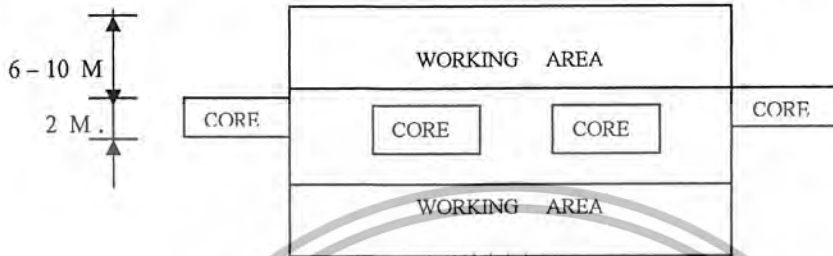 6 – 10 M
WORKING AREA
2 M .
CORE
CORE
CORE
CORE
WORKING AREA